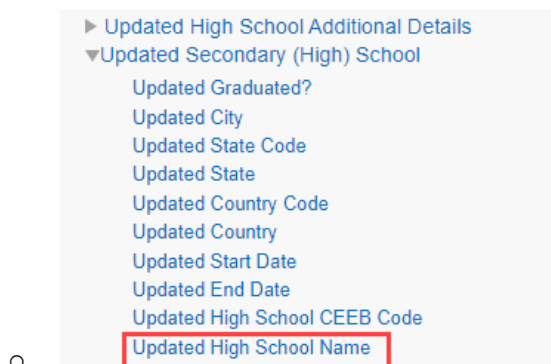 Updated High School Additional Details
Updated Secondary (High) School
Updated Graduated?
Updated City
Updated State Code
Updated State
Updated Country Code
Updated Country
Updated Start Date
Updated End Date
Updated High School CEEB Code
Updated High School Name